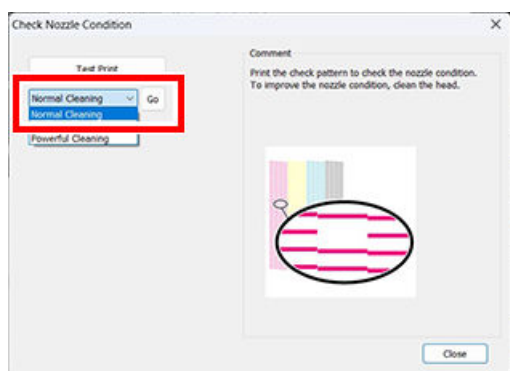 Check Nozzle Condition
Test Print
Normal Cleaning
Go
Normal Cleaning
Powerful Cleaning
Comment
Print the check pattern to check the nozzle condition.
To improve the nozzle condition, clean the head.
Close